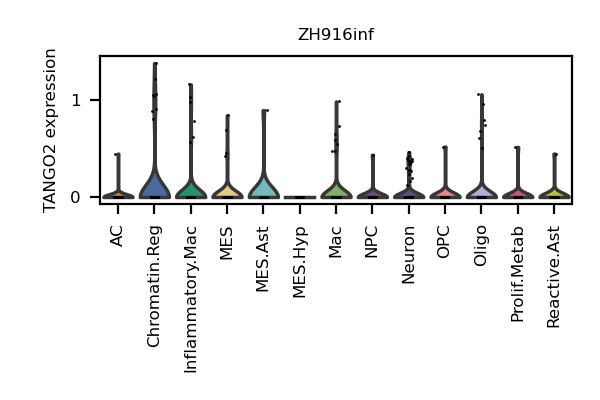 ZH916inf
TANGO2 expression
1
0
AC
Chromatin.Reg
Inflammatory.Mac
MES
MES.Ast
MES.Hyp
Mac
NPC
Neuron
OPC
Oligo
Prolif.Metab
Reactive.Ast